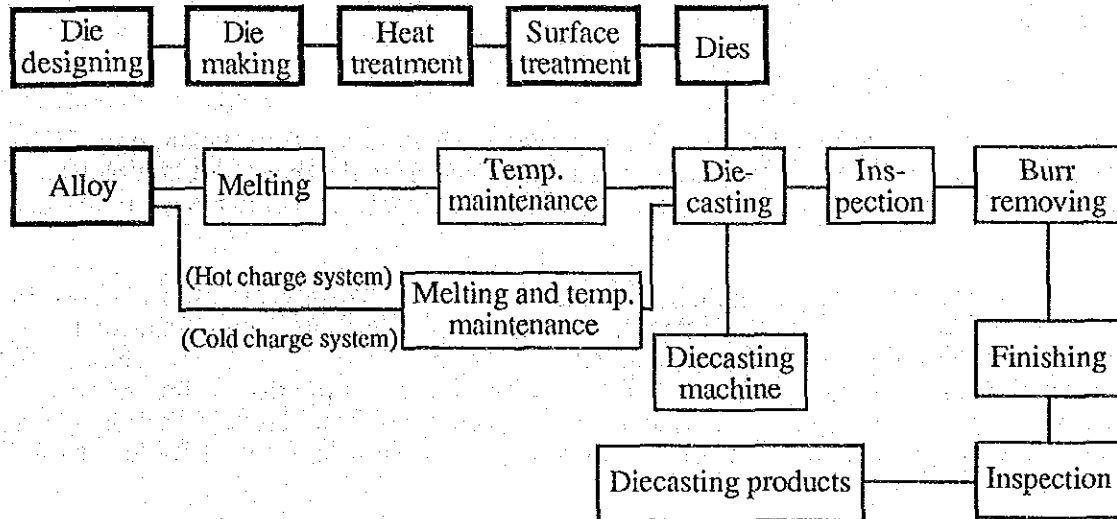 Die
designing
Die
making
Heat
treatment
Surface
treatment
Dies
Alloy
Melting
Temp.
maintenance
Die-
casting
Ins-
pection
Burr
removing
(Hot charge system)
(Cold charge system)
Melting and temp.
maintenance
Diecasting
machine
Finishing
Diecasting products
Inspection